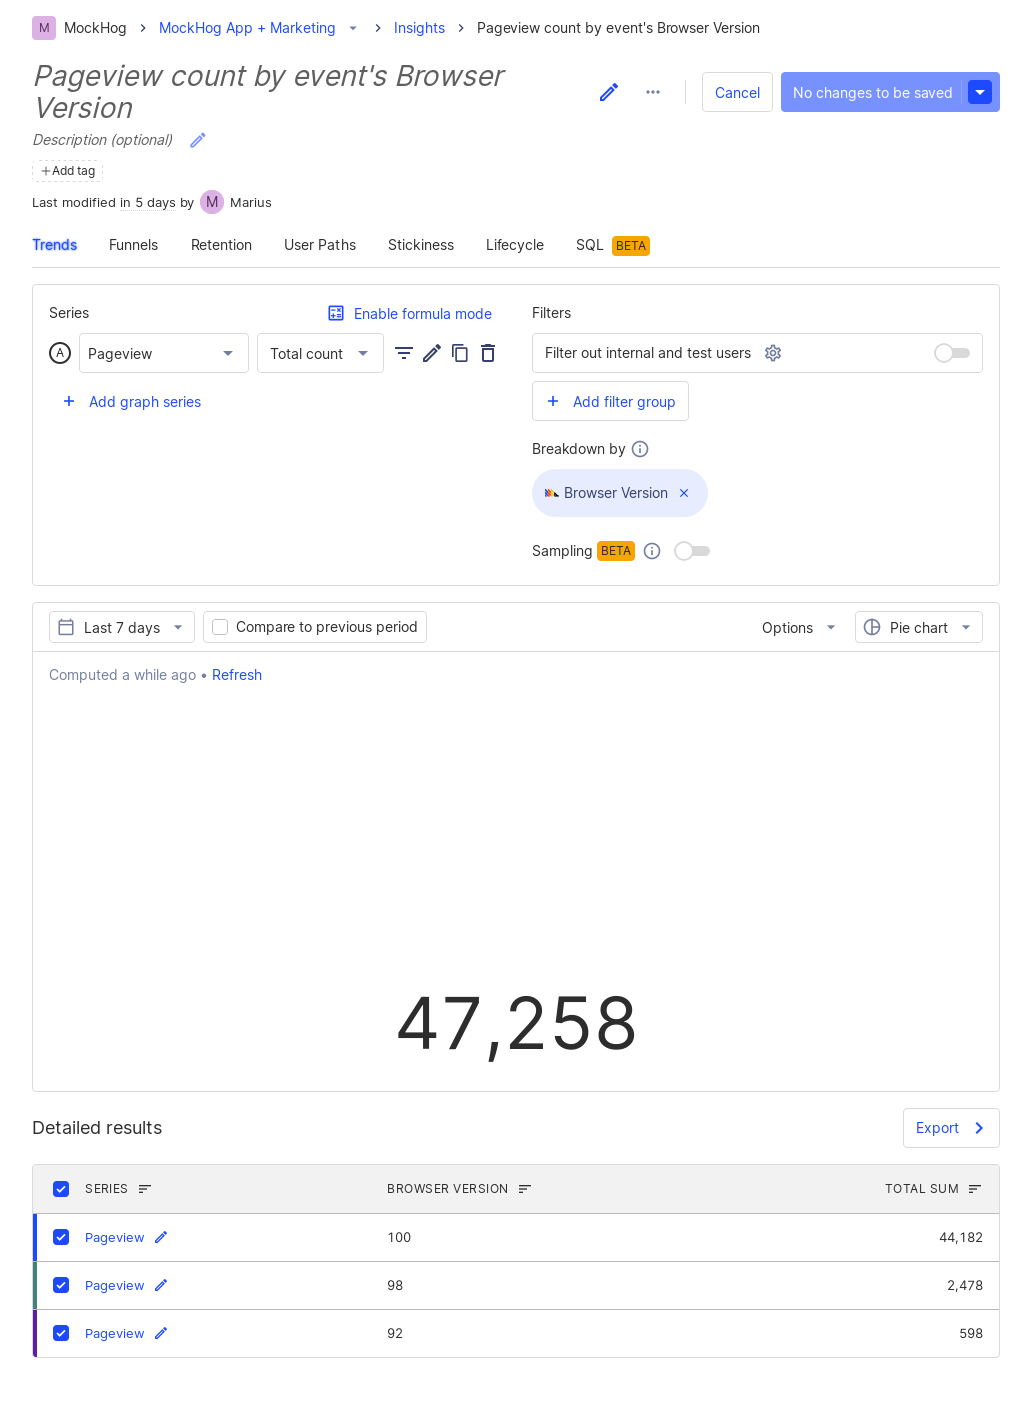 M MockHog MockHog App + Marketing Insights Pageview count by event's Browser Version
Pageview count by event's Browser
Version
Cancel No changes to be saved
Description (optional)
Add tag
Last modified in 5 days by M Marius
Trends Funnels Retention User Paths Stickiness Lifecycle SQL BETA
Series Enable formula mode
A Pageview Total count
Add graph series
Filters
Filter out internal and test users
Add filter group
Breakdown by
Browser Version
Sampling BETA
Last 7 days Compare to previous period Options Pie chart
Computed a while ago • Refresh
47,258
Detailed results Export
SERIES BROWSER VERSION TOTAL SUM
Pageview 100 44,182
Pageview 98 2,478
Pageview 92 598